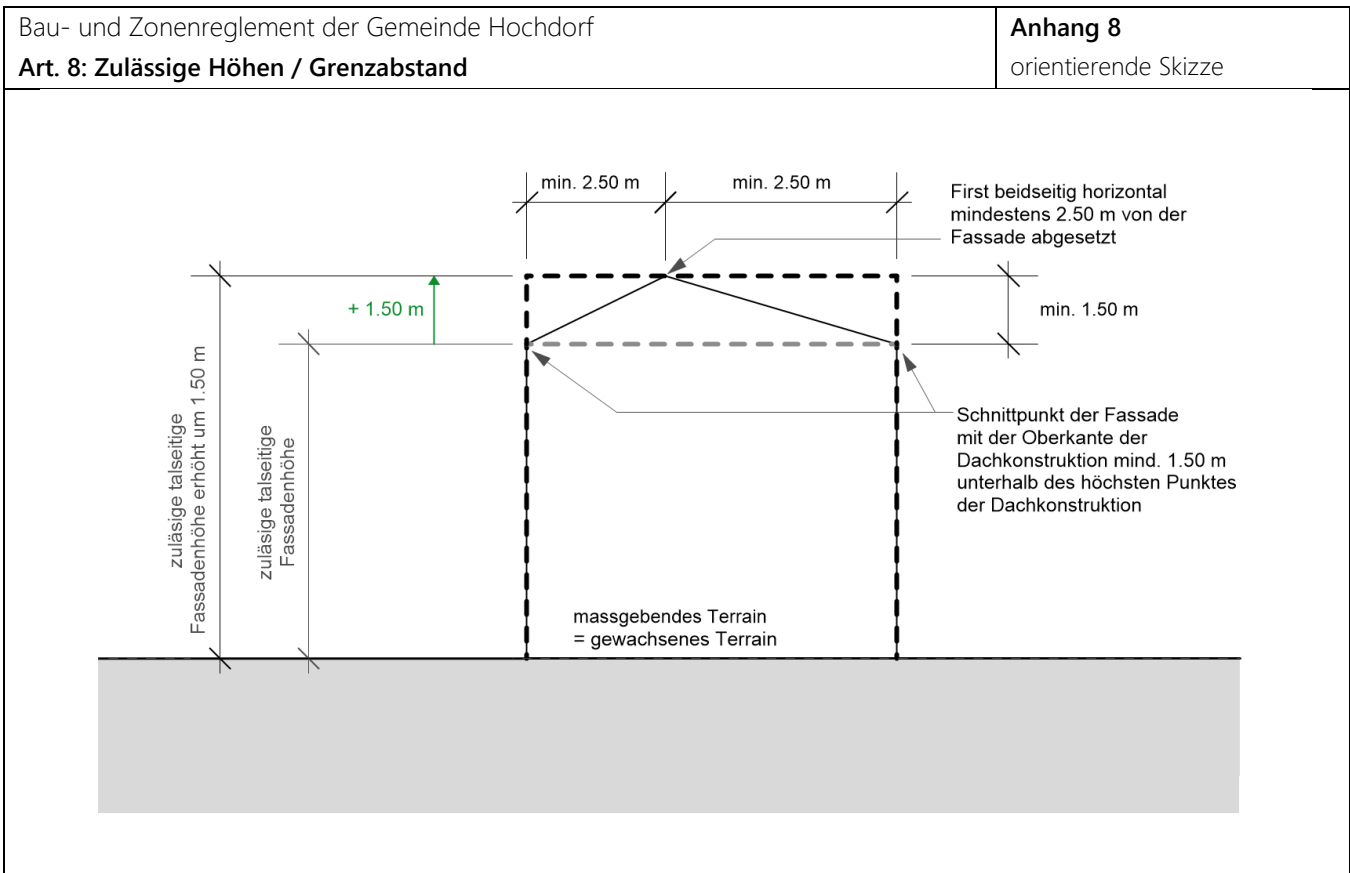 Bau- und Zonenreglement der Gemeinde Hochdorf
Art. 8: Zulässige Höhen / Grenzabstand
Anhang 8
orientierende Skizze
min. 2.50 m
min. 2.50 m
First beidseitig horizontal
mindestens 2.50 m von der
Fassade abgesetzt
+ 1.50 m
min. 1.50 m
zuläsige talseitige
Fassadenhöhe erhöht um 1.50 m
zuläsige talseitige
Fassadenhöhe
Schnittpunkt der Fassade
mit der Oberkante der
Dachkonstruktion mind. 1.50 m
unterhalb des höchsten Punktes
der Dachkonstruktion
massgebendes Terrain
= gewachsenes Terrain